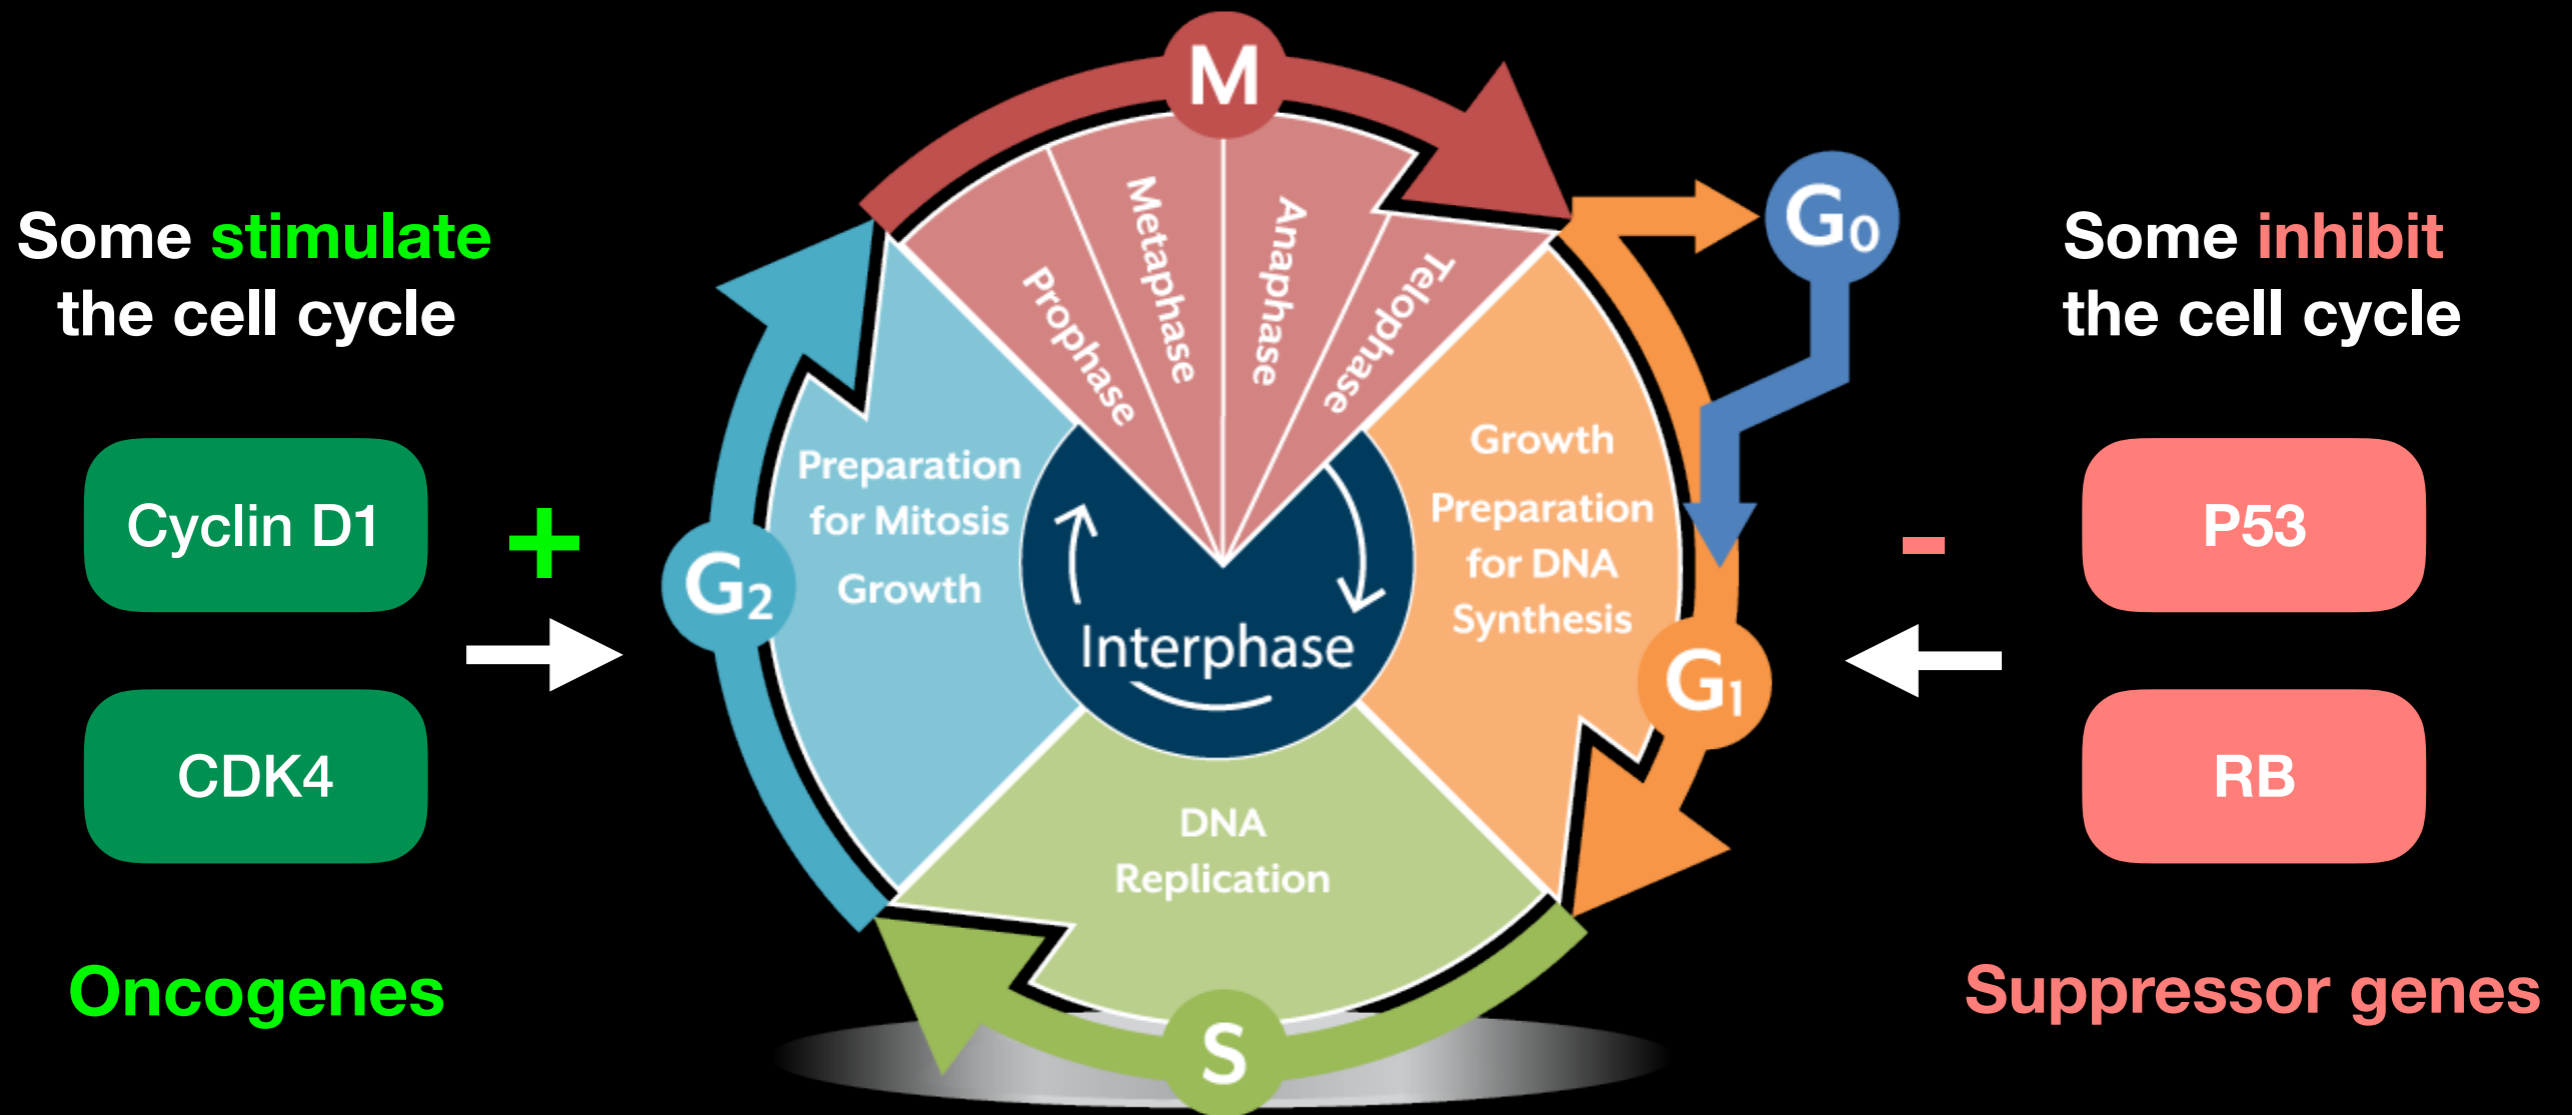 Some stimulate
the cell cycle
Cyclin D1
+
CDK4
Oncogenes
M
Prophase
Metaphase
Anaphase
Telophase
G0
Preparation
for Mitosis
Growth
G2
Interphase
Growth
Preparation
for DNA
Synthesis
G1
DNA
Replication
S
Some inhibit
the cell cycle
-
P53
RB
Suppressor genes